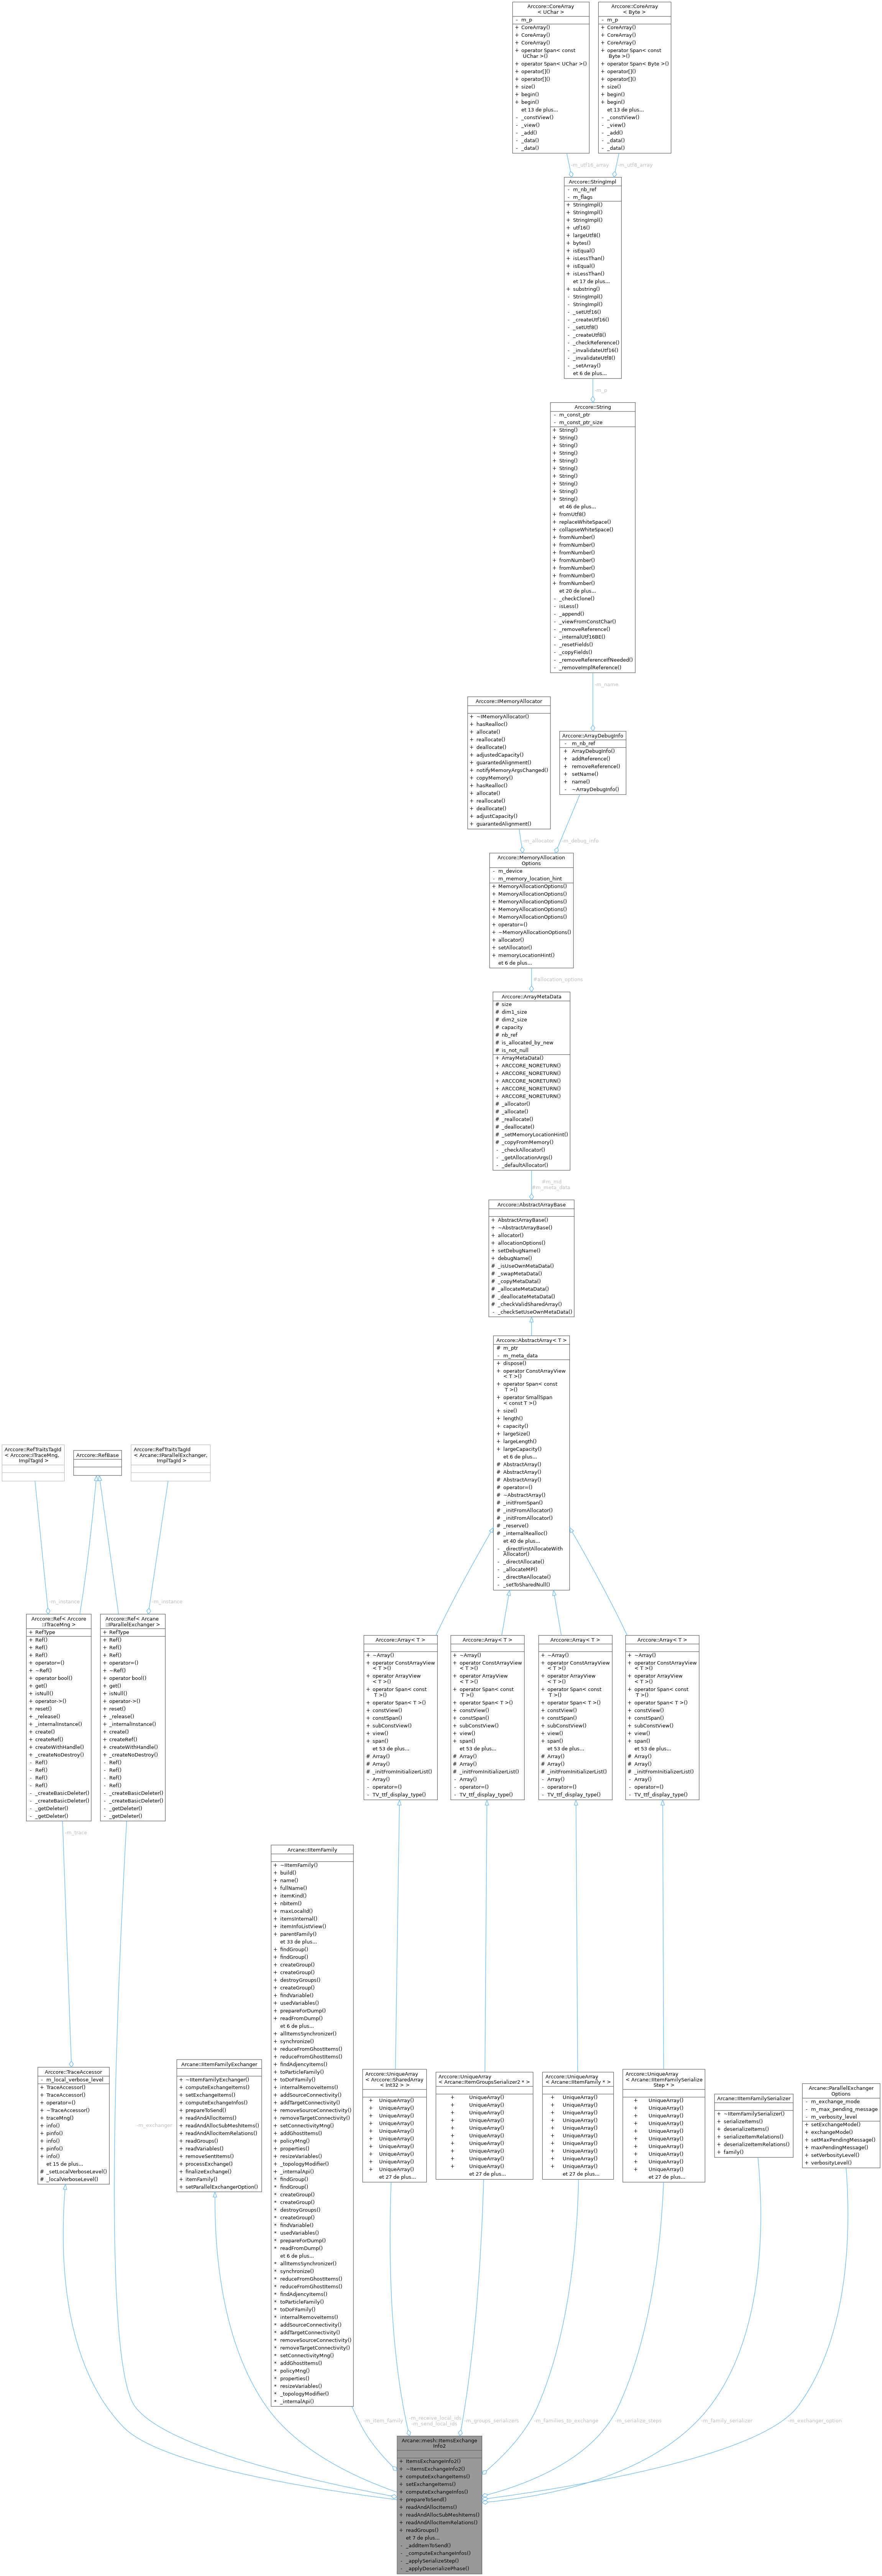 Arccore::CoreArray
< UChar >
- m_p
+ CoreArray()
+ CoreArray()
+ CoreArray()
+ operator Span< const
UChar >()
+ operator Span< UChar >()
+ operator[]()
+ operator[]()
+ size()
+ begin()
+ begin()
et 13 de plus...
- _constView()
- _view()
- _add()
- _data()
- _data()
Arccore::CoreArray
< Byte >
- m_p
+ CoreArray()
+ CoreArray()
+ CoreArray()
+ operator Span< const
Byte >()
+ operator Span< Byte >()
+ operator[]()
+ operator[]()
+ size()
+ begin()
+ begin()
et 13 de plus...
- _constView()
- _view()
- _add()
- _data()
- _data()
-m_utf16_array
-m_utf8_array
Arccore::StringImpl
- m_nb_ref
- m_flags
+ StringImpl()
+ StringImpl()
+ StringImpl()
+ utf16()
+ largeUtf8()
+ bytes()
+ isEqual()
+ isLessThan()
+ isEqual()
+ isLessThan()
et 17 de plus...
+ substring()
- StringImpl()
- StringImpl()
- _setUtf16()
- _createUtf16()
- _setUtf8()
- _createUtf8()
- _checkReference()
- _invalidateUtf16()
- _invalidateUtf8()
- _setArray()
et 6 de plus...
-m_p
Arccore::String
- m_const_ptr
- m_const_ptr_size
+ String()
+ String()
+ String()
+ String()
+ String()
+ String()
+ String()
+ String()
+ String()
+ String()
et 46 de plus...
+ fromUtf8()
+ replaceWhiteSpace()
+ collapseWhiteSpace()
+ fromNumber()
+ fromNumber()
+ fromNumber()
+ fromNumber()
+ fromNumber()
+ fromNumber()
+ fromNumber()
et 20 de plus...
- _checkClone()
- isLess()
- _append()
- _viewFromConstChar()
- _removeReference()
- _internalUtf16BE()
- _resetFields()
- _copyFields()
- _removeReferenceIfNeeded()
- _removeImplReference()
-m_name
Arccore::IMemoryAllocator
+ ~IMemoryAllocator()
+ hasRealloc()
+ allocate()
+ reallocate()
+ deallocate()
+ adjustedCapacity()
+ guarantedAlignment()
+ notifyMemoryArgsChanged()
+ copyMemory()
+ hasRealloc()
+ allocate()
+ reallocate()
+ deallocate()
+ adjustCapacity()
+ guarantedAlignment()
Arccore::ArrayDebugInfo
- m_nb_ref
+ ArrayDebugInfo()
+ addReference()
+ removeReference()
+ setName()
+ name()
- ~ArrayDebugInfo()
-m_allocator
-m_debug_info
Arccore::MemoryAllocation
Options
- m_device
- m_memory_location_hint
+ MemoryAllocationOptions()
+ MemoryAllocationOptions()
+ MemoryAllocationOptions()
+ MemoryAllocationOptions()
+ MemoryAllocationOptions()
+ operator=()
+ ~MemoryAllocationOptions()
+ allocator()
+ setAllocator()
+ memoryLocationHint()
et 6 de plus...
#allocation_options
Arccore::ArrayMetaData
# size
# dim1_size
# dim2_size
# capacity
# nb_ref
# is_allocated_by_new
# is_not_null
+ ArrayMetaData()
+ ARCCORE_NORETURN()
+ ARCCORE_NORETURN()
+ ARCCORE_NORETURN()
+ ARCCORE_NORETURN()
+ ARCCORE_NORETURN()
# _allocator()
# _allocate()
# _reallocate()
# _deallocate()
# _setMemoryLocationHint()
# _copyFromMemory()
- _checkAllocator()
- _getAllocationArgs()
- _defaultAllocator()
#m_md
#m_meta_data
Arccore::AbstractArrayBase
+ AbstractArrayBase()
+ ~AbstractArrayBase()
+ allocator()
+ allocationOptions()
+ setDebugName()
+ debugName()
# _isUseOwnMetaData()
# _swapMetaData()
# _copyMetaData()
# _allocateMetaData()
# _deallocateMetaData()
# _checkValidSharedArray()
- _checkSetUseOwnMetaData()
Arccore::AbstractArray< T >
# m_ptr
- m_meta_data
+ dispose()
+ operator ConstArrayView
< T >()
+ operator Span< const
T >()
+ operator SmallSpan
< const T >()
+ size()
+ length()
+ capacity()
+ largeSize()
+ largeLength()
+ largeCapacity()
et 6 de plus...
# AbstractArray()
# AbstractArray()
# AbstractArray()
# operator=()
# ~AbstractArray()
# _initFromSpan()
# _initFromAllocator()
# _initFromAllocator()
# _reserve()
# _internalRealloc()
et 40 de plus...
- _directFirstAllocateWith
Allocator()
- _directAllocate()
- _allocateMP()
- _directReAllocate()
- _setToSharedNull()
Arccore::RefTraitsTagId
< Arccore::ITraceMng,
ImplTagId >
Arccore::RefBase
Arccore::RefTraitsTagId
< Arcane::IParallelExchanger,
ImplTagId >
-m_instance
-m_instance
Arccore::Ref< Arccore
::ITraceMng >
+ RefType
+ Ref()
+ Ref()
+ Ref()
+ operator=()
+ ~Ref()
+ operator bool()
+ get()
+ isNull()
+ operator->()
+ reset()
+ _release()
+ _internalInstance()
+ create()
+ createRef()
+ createWithHandle()
+ _createNoDestroy()
- Ref()
- Ref()
- Ref()
- Ref()
- _createBasicDeleter()
- _createBasicDeleter()
- _getDeleter()
- _getDeleter()
Arccore::Ref< Arcane
::IParallelExchanger >
+ RefType
+ Ref()
+ Ref()
+ Ref()
+ operator=()
+ ~Ref()
+ operator bool()
+ get()
+ isNull()
+ operator->()
+ reset()
+ _release()
+ _internalInstance()
+ create()
+ createRef()
+ createWithHandle()
+ _createNoDestroy()
- Ref()
- Ref()
- Ref()
- Ref()
- _createBasicDeleter()
- _createBasicDeleter()
- _getDeleter()
- _getDeleter()
Arccore::Array< T >
+ ~Array()
+ operator ConstArrayView
< T >()
+ operator ArrayView
< T >()
+ operator Span< const
T >()
+ operator Span< T >()
+ constView()
+ constSpan()
+ subConstView()
+ view()
+ span()
et 53 de plus...
# Array()
# Array()
# _initFromInitializerList()
- Array()
- operator=()
- TV_ttf_display_type()
Arccore::Array< T >
+ ~Array()
+ operator ConstArrayView
< T >()
+ operator ArrayView
< T >()
+ operator Span< const
T >()
+ operator Span< T >()
+ constView()
+ constSpan()
+ subConstView()
+ view()
+ span()
et 53 de plus...
# Array()
# Array()
# _initFromInitializerList()
- Array()
- operator=()
- TV_ttf_display_type()
Arccore::Array< T >
+ ~Array()
+ operator ConstArrayView
< T >()
+ operator ArrayView
< T >()
+ operator Span< const
T >()
+ operator Span< T >()
+ constView()
+ constSpan()
+ subConstView()
+ view()
+ span()
et 53 de plus...
# Array()
# Array()
# _initFromInitializerList()
- Array()
- operator=()
- TV_ttf_display_type()
Arccore::Array< T >
+ ~Array()
+ operator ConstArrayView
< T >()
+ operator ArrayView
< T >()
+ operator Span< const
T >()
+ operator Span< T >()
+ constView()
+ constSpan()
+ subConstView()
+ view()
+ span()
et 53 de plus...
# Array()
# Array()
# _initFromInitializerList()
- Array()
- operator=()
- TV_ttf_display_type()
-m_trace
Arccore::TraceAccessor
- m_local_verbose_level
+ TraceAccessor()
+ TraceAccessor()
+ operator=()
+ ~TraceAccessor()
+ traceMng()
+ info()
+ pinfo()
+ info()
+ pinfo()
+ info()
et 15 de plus...
# _setLocalVerboseLevel()
# _localVerboseLevel()
-m_exchanger
Arcane::IItemFamilyExchanger
+ ~IItemFamilyExchanger()
+ computeExchangeItems()
+ setExchangeItems()
+ computeExchangeInfos()
+ prepareToSend()
+ readAndAllocItems()
+ readAndAllocSubMeshItems()
+ readAndAllocItemRelations()
+ readGroups()
+ readVariables()
+ removeSentItems()
+ processExchange()
+ finalizeExchange()
+ itemFamily()
+ setParallelExchangerOption()
Arcane::IItemFamily
+ ~IItemFamily()
+ build()
+ name()
+ fullName()
+ itemKind()
+ nbItem()
+ maxLocalId()
+ itemsInternal()
+ itemInfoListView()
+ parentFamily()
et 33 de plus...
+ findGroup()
+ findGroup()
+ createGroup()
+ createGroup()
+ destroyGroups()
+ createGroup()
+ findVariable()
+ usedVariables()
+ prepareForDump()
+ readFromDump()
et 6 de plus...
+ allItemsSynchronizer()
+ synchronize()
+ reduceFromGhostItems()
+ reduceFromGhostItems()
+ findAdjencyItems()
+ toParticleFamily()
+ toDoFFamily()
+ internalRemoveItems()
+ addSourceConnectivity()
+ addTargetConnectivity()
+ removeSourceConnectivity()
+ removeTargetConnectivity()
+ setConnectivityMng()
+ addGhostItems()
+ policyMng()
+ properties()
+ resizeVariables()
+ _topologyModifier()
+ _internalApi()
* findGroup()
* findGroup()
* createGroup()
* createGroup()
* destroyGroups()
* createGroup()
* findVariable()
* usedVariables()
* prepareForDump()
* readFromDump()
et 6 de plus...
* allItemsSynchronizer()
* synchronize()
* reduceFromGhostItems()
* reduceFromGhostItems()
* findAdjencyItems()
* toParticleFamily()
* toDoFFamily()
* internalRemoveItems()
* addSourceConnectivity()
* addTargetConnectivity()
* removeSourceConnectivity()
* removeTargetConnectivity()
* setConnectivityMng()
* addGhostItems()
* policyMng()
* properties()
* resizeVariables()
* _topologyModifier()
* _internalApi()
Arccore::UniqueArray
< Arccore::SharedArray
< Int32 > >
+ UniqueArray()
+ UniqueArray()
+ UniqueArray()
+ UniqueArray()
+ UniqueArray()
+ UniqueArray()
+ UniqueArray()
+ UniqueArray()
+ UniqueArray()
+ UniqueArray()
et 27 de plus...
Arccore::UniqueArray
< Arcane::ItemGroupsSerializer2 * >
+ UniqueArray()
+ UniqueArray()
+ UniqueArray()
+ UniqueArray()
+ UniqueArray()
+ UniqueArray()
+ UniqueArray()
+ UniqueArray()
+ UniqueArray()
+ UniqueArray()
et 27 de plus...
Arccore::UniqueArray
< Arcane::IItemFamily * >
+ UniqueArray()
+ UniqueArray()
+ UniqueArray()
+ UniqueArray()
+ UniqueArray()
+ UniqueArray()
+ UniqueArray()
+ UniqueArray()
+ UniqueArray()
+ UniqueArray()
et 27 de plus...
Arccore::UniqueArray
< Arcane::IItemFamilySerialize
Step * >
+ UniqueArray()
+ UniqueArray()
+ UniqueArray()
+ UniqueArray()
+ UniqueArray()
+ UniqueArray()
+ UniqueArray()
+ UniqueArray()
+ UniqueArray()
+ UniqueArray()
et 27 de plus...
Arcane::IItemFamilySerializer
+ ~IItemFamilySerializer()
+ serializeItems()
+ deserializeItems()
+ serializeItemRelations()
+ deserializeItemRelations()
+ family()
Arcane::ParallelExchanger
Options
- m_exchange_mode
- m_max_pending_message
- m_verbosity_level
+ setExchangeMode()
+ exchangeMode()
+ setMaxPendingMessage()
+ maxPendingMessage()
+ setVerbosityLevel()
+ verbosityLevel()
-m_item_family
-m_receive_local_ids
-m_send_local_ids
-m_groups_serializers
-m_families_to_exchange
-m_serialize_steps
-m_family_serializer
-m_exchanger_option
Arcane::mesh::ItemsExchange
Info2
+ ItemsExchangeInfo2()
+ ~ItemsExchangeInfo2()
+ computeExchangeItems()
+ setExchangeItems()
+ computeExchangeInfos()
+ prepareToSend()
+ readAndAllocItems()
+ readAndAllocSubMeshItems()
+ readAndAllocItemRelations()
+ readGroups()
et 7 de plus...
- _addItemToSend()
- _computeExchangeInfos()
- _applySerializeStep()
- _applyDeserializePhase()